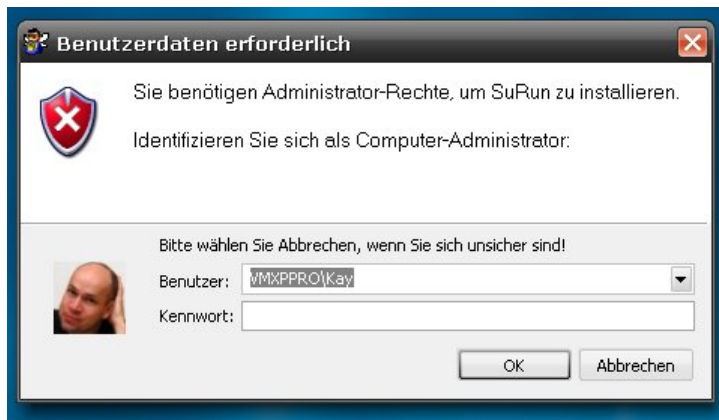 Benutzerdaten erforderlich
Sie benötigen Administrator-Rechte, um SuRun zu installieren.
Identifizieren Sie sich als Computer-Administrator:
Bitte wählen Sie Abbrechen, wenn Sie sich unsicher sind!
Benutzer: VMXPPRO\Kay
Kennwort:
OK Abbrechen